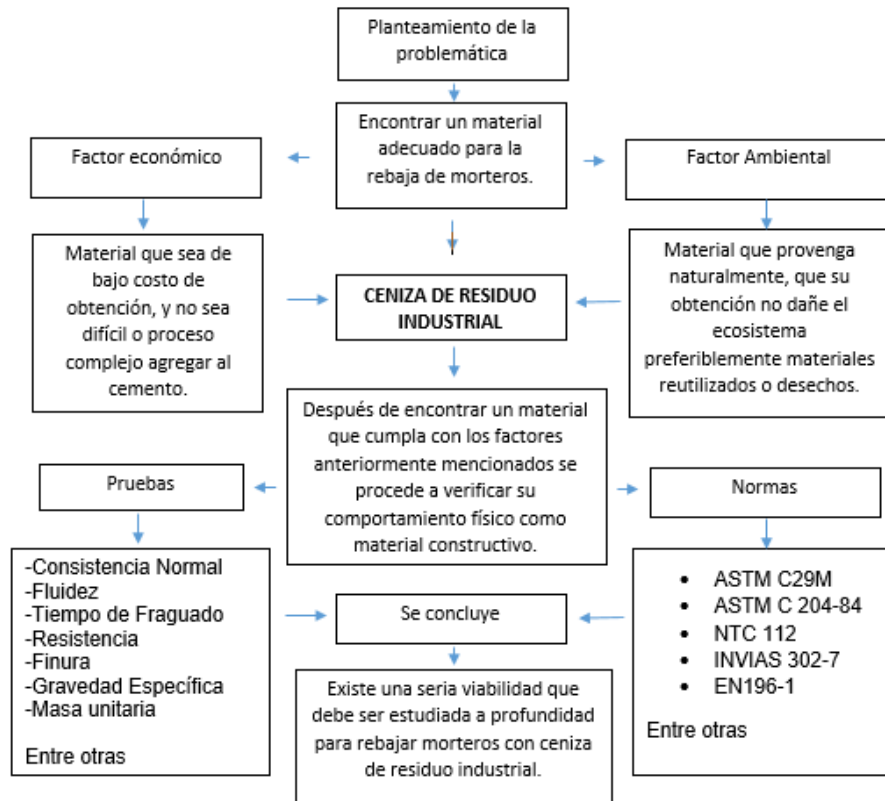 Planteamiento de la
problemática
Encontrar un material
adecuado para la
rebaja de morteros.
Factor económico
Factor Ambiental
Material que sea de
bajo costo de
obtención, y no sea
difícil o proceso
complejo agregar al
cemento.
CENIZA DE RESIDUO
INDUSTRIAL
Material que provenga
naturalmente, que su
obtención no dañe el
ecosistema
preferiblemente materiales
reutilizados o desechos.
Después de encontrar un material
que cumpla con los factores
anteriormente mencionados se
procede a verificar su
comportamiento físico como
material constructivo.
Pruebas
Normas
-Consistencia Normal
-Fluidez
-Tiempo de Fraguado
-Resistencia
-Finura
-Gravedad Específica
-Masa unitaria
Entre otras
Se concluye
• ASTM C29M
• ASTM C 204-84
• NTC 112
• INVIAS 302-7
• EN196-1
Entre otras
Existe una seria viabilidad que
debe ser estudiada a profundidad
para rebajar morteros con ceniza
de residuo industrial.